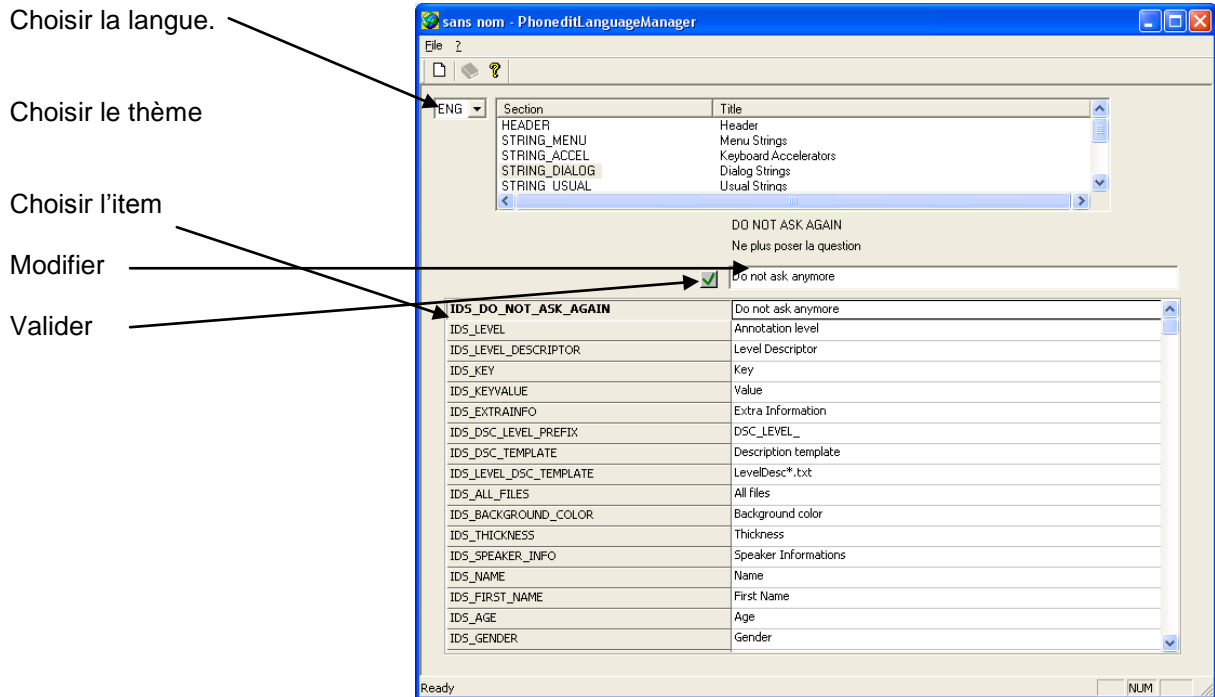 Choisir la langue.
Choisir le thème
Choisir l'item
Modifier
Valider
sans nom - PhoneditLanguageManager
File ?
ENG
Section Title
HEADER Header
STRING_MENU Menu Strings
STRING_ACCEL Keyboard Accelerators
STRING_DIALOG Dialog Strings
STRING_USUAL Usual Strings
DO NOT ASK AGAIN
Ne plus poser la question
Do not ask anymore
IDS_DO_NOT_ASK_AGAIN Do not ask anymore
IDS_LEVEL Annotation level
IDS_LEVEL_DESCRIPTOR Level Descriptor
IDS_KEY Key
IDS_KEYVALUE Value
IDS_EXTRAINFO Extra Information
IDS_DSC_LEVEL_PREFIX DSC_LEVEL_
IDS_DSC_TEMPLATE Description template
IDS_LEVEL_DSC_TEMPLATE LevelDesc*.txt
IDS_ALL_FILES All files
IDS_BACKGROUND_COLOR Background color
IDS_THICKNESS Thickness
IDS_SPEAKER_INFO Speaker Informations
IDS_NAME Name
IDS_FIRST_NAME First Name
IDS_AGE Age
IDS_GENDER Gender
Ready NUM